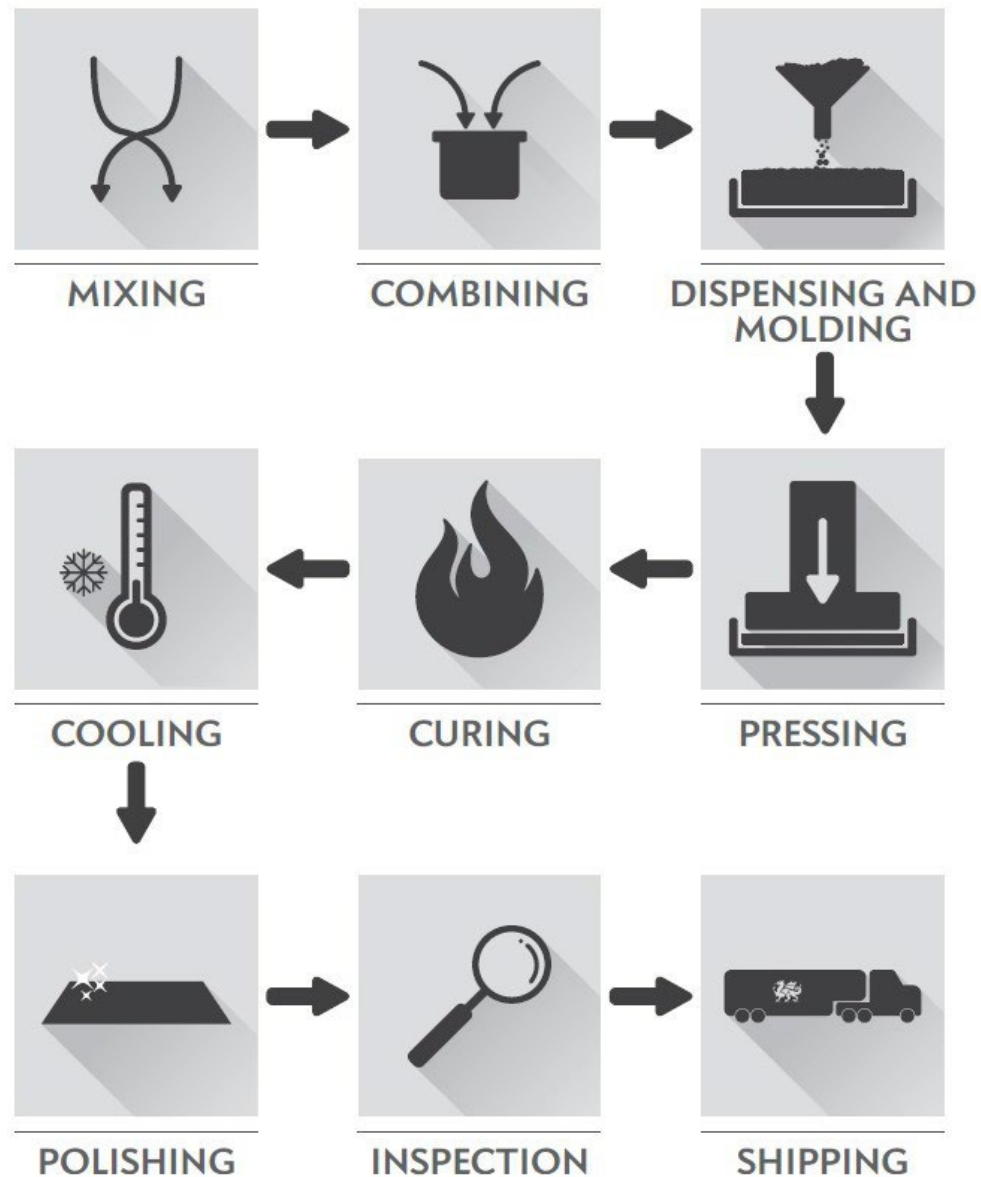 MIXING
COMBINING
DISPENSING AND
MOLDING
COOLING
CURING
PRESSING
POLISHING
INSPECTION
SHIPPING